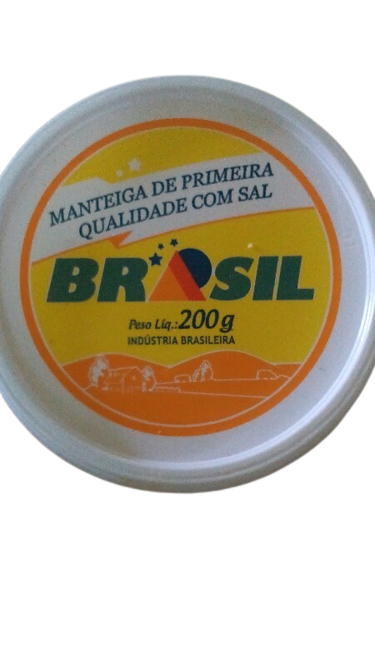 MANTEIGA DE PRIMEIRA
QUALIDADE COM SAL
BRASIL
Peso Líq.:200g
INDÚSTRIA BRASILEIRA